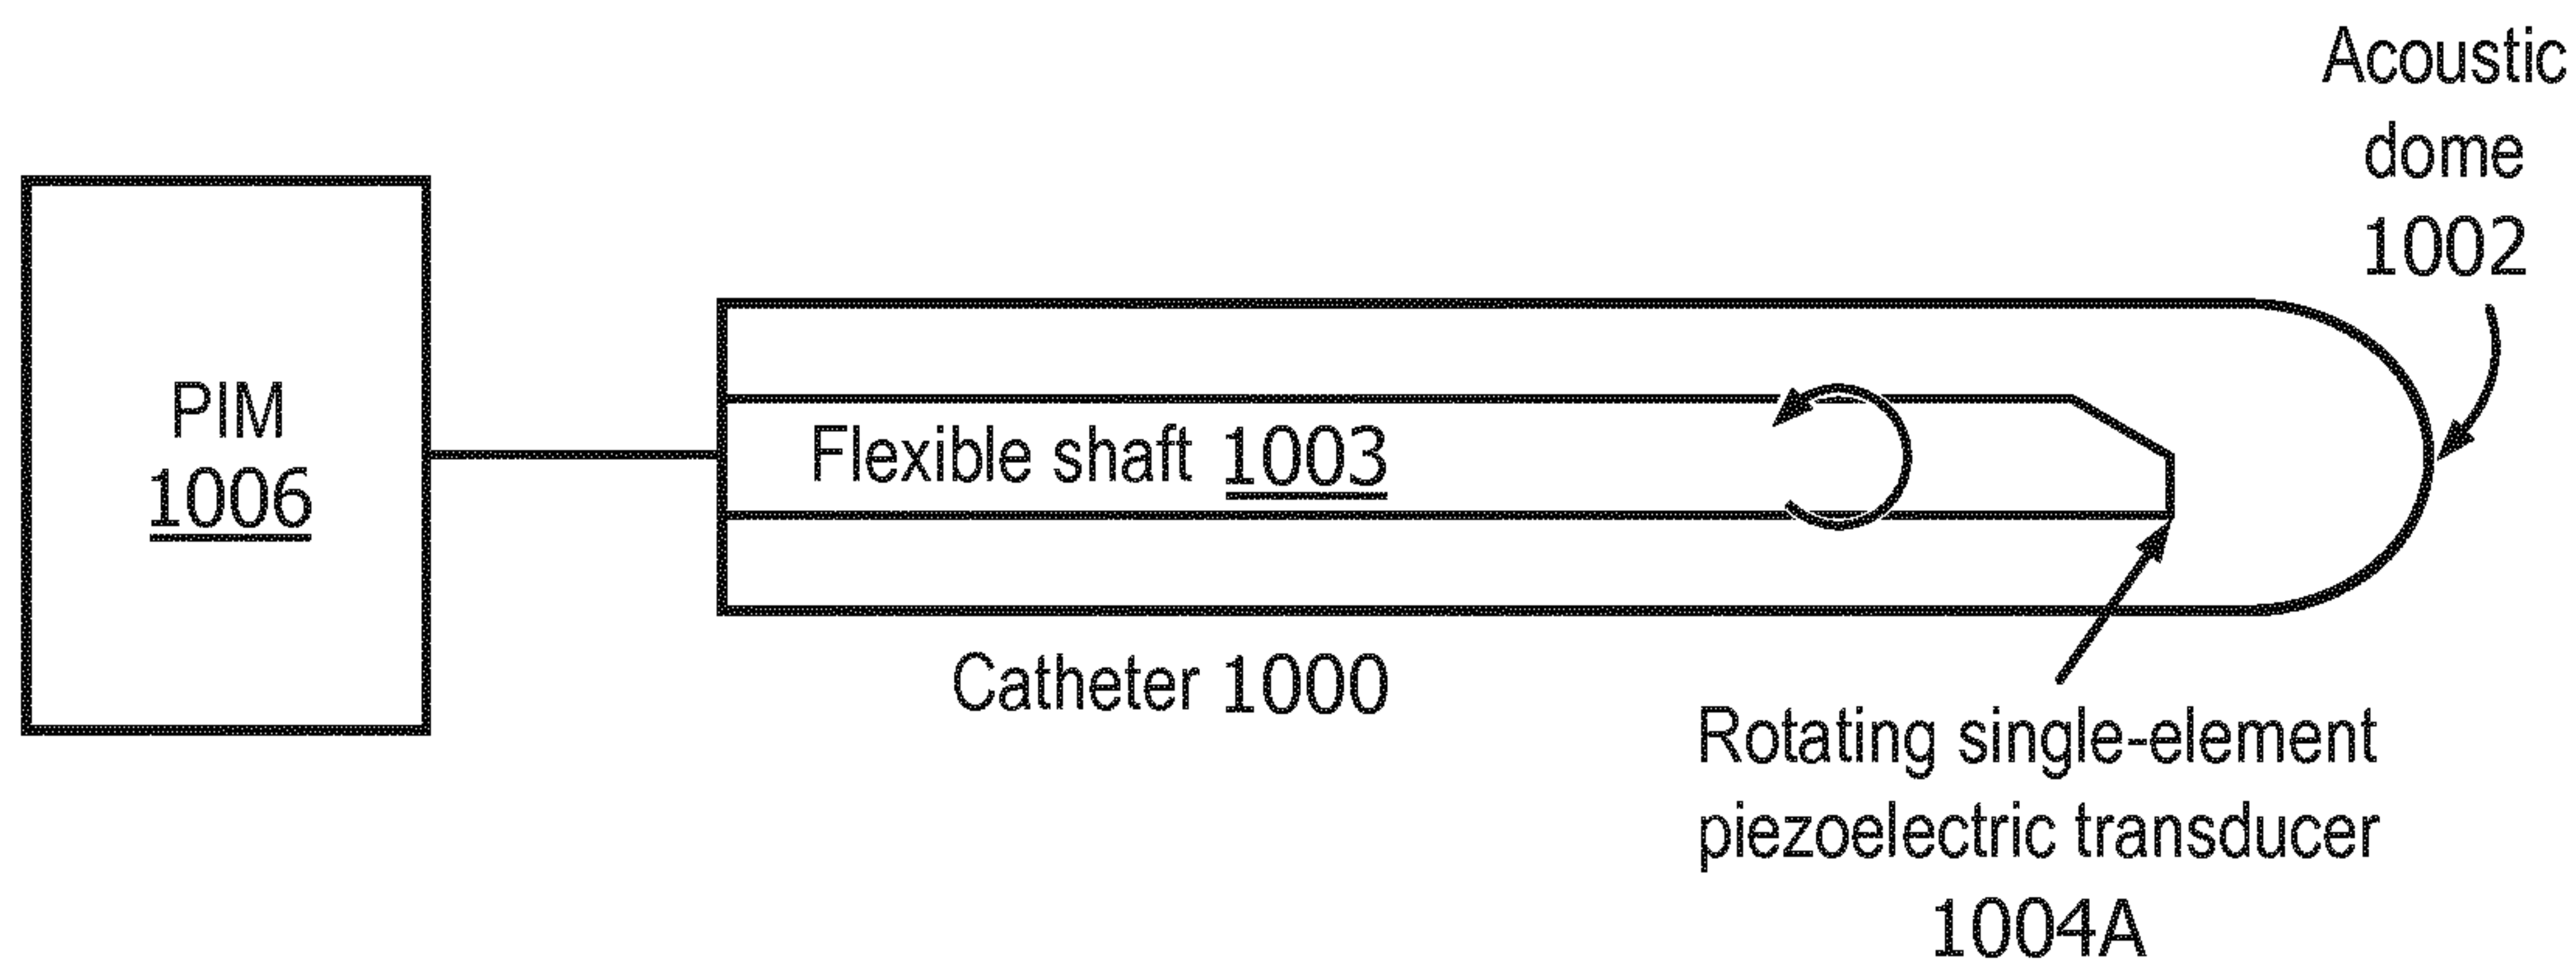 Acoustic
dome
1002
PIM
1006
Flexible shaft 1003
Catheter 1000
Rotating single-element
piezoelectric transducer
1004A